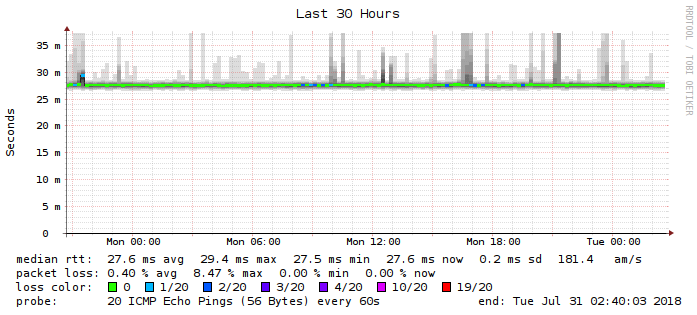 Last 30 Hours
RRDTOOL / TOBI OETIKER
Seconds
35 m
30 m
25 m
20 m
15 m
10 m
5 m
0
Mon 00:00 Mon 06:00 Mon 12:00 Mon 18:00 Tue 00:00
median rtt: 27.6 ms avg 29.4 ms max 27.5 ms min 27.6 ms now 0.2 ms sd 181.4 am/s
packet loss: 0.40 % avg 8.47 % max 0.00 % min 0.00 % now
loss color: 0 1/20 2/20 3/20 4/20 10/20 19/20
probe: 20 ICMP Echo Pings (56 Bytes) every 60s end: Tue Jul 31 02:40:03 2018